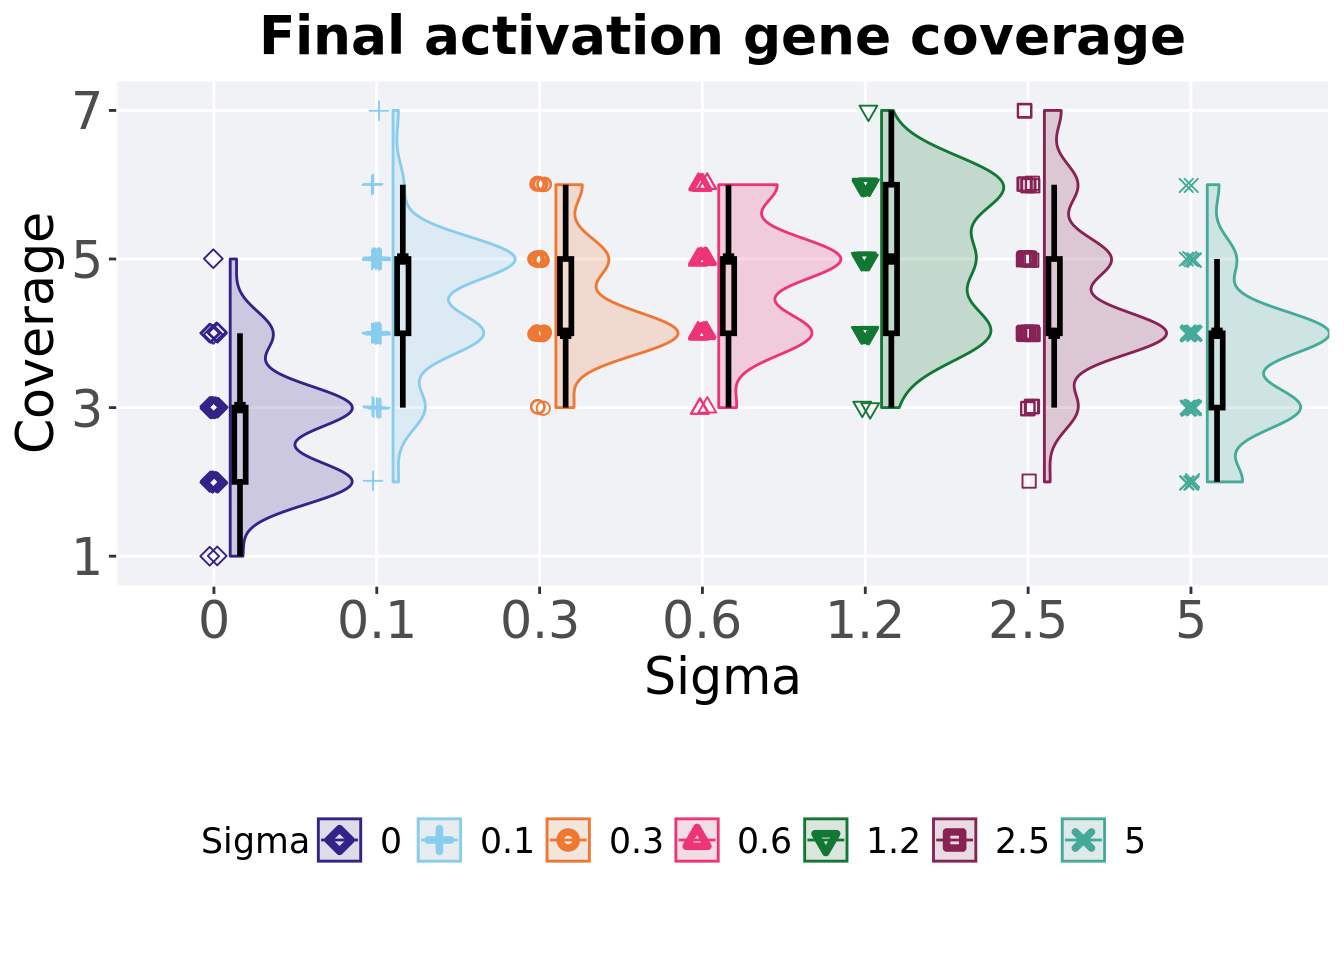 Final activation gene coverage
7
5
3
1
Coverage
0 0.1 0.3 0.6 1.2 2.5 5
Sigma
Sigma 0 0.1 0.3 0.6 1.2 2.5 5